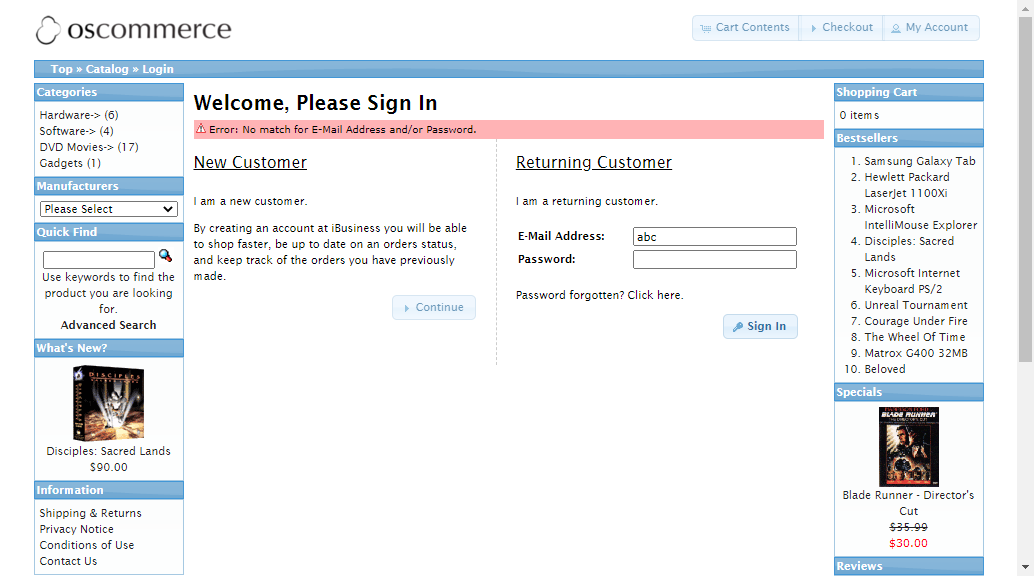 oscommerce
Cart Contents
Checkout
My Account
Top » Catalog » Login
Categories
Hardware-> (6)
Software-> (4)
DVD Movies-> (17)
Gadgets (1)
Manufacturers
Please Select
Quick Find
Use keywords to find the
product you are looking
for.
Advanced Search
What's New?
DISCIPLES
Disciples: Sacred Lands
$90.00
Information
Shipping & Returns
Privacy Notice
Conditions of Use
Contact Us
Welcome, Please Sign In
Error: No match for E-Mail Address and/or Password.
New Customer
I am a new customer.
By creating an account at iBusiness you will be able
to shop faster, be up to date on an orders status,
and keep track of the orders you have previously
made.
Continue
Returning Customer
I am a returning customer.
E-Mail Address:
abc
Password:
Password forgotten? Click here.
Sign In
Shopping Cart
0 items
Bestsellers
1. Samsung Galaxy Tab
2. Hewlett Packard
LaserJet 1100Xi
3. Microsoft
IntelliMouse Explorer
4. Disciples: Sacred
Lands
5. Microsoft Internet
Keyboard PS/2
6. Unreal Tournament
7. Courage Under Fire
8. The Wheel Of Time
9. Matrox G400 32MB
10. Beloved
Specials
BLADE RUNNER
Blade Runner - Director's
Cut
$35.99
$30.00
Reviews